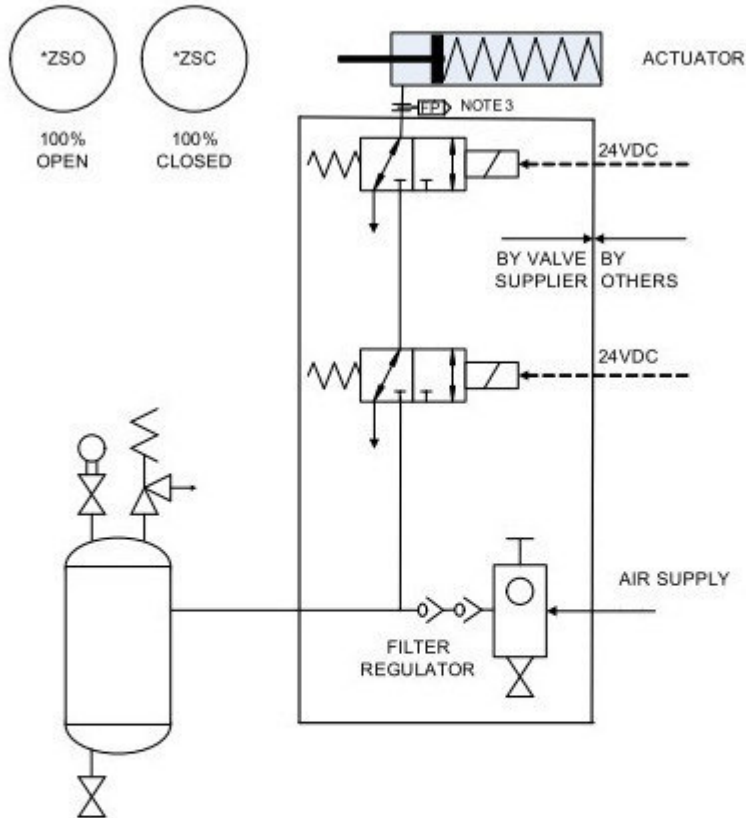 *ZSO
*ZSC
ACTUATOR
100%
OPEN
100%
CLOSED
FP
NOTE 3
24VDC
BY VALVE
SUPPLIER
BY
OTHERS
24VDC
AIR SUPPLY
FILTER
REGULATOR